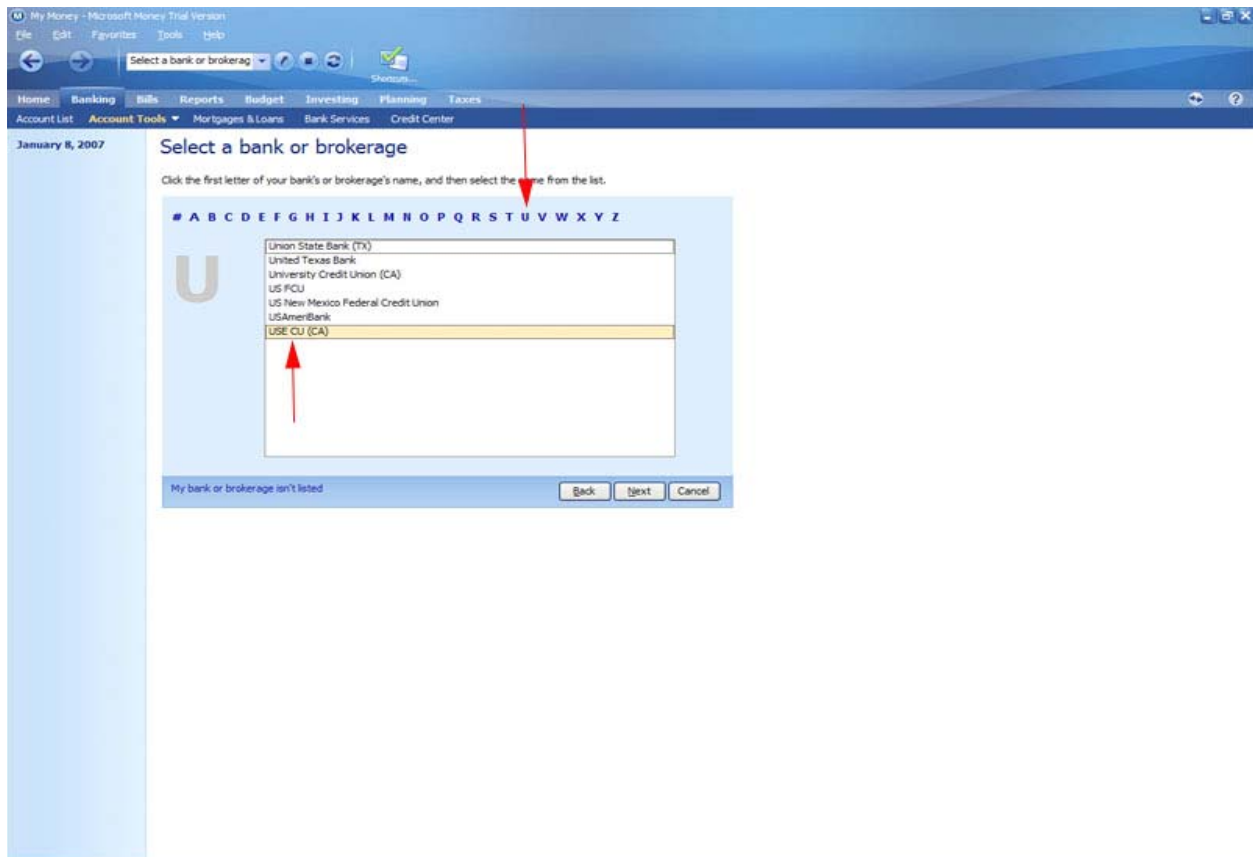 My Money - Microsoft Money Trial Version
File Edit Favorites Tools Help
Select a bank or brokerag
Shortcuts...
Home Banking Bills Reports Budget Investing Planning Taxes
Account List Account Tools Mortgages & Loans Bank Services Credit Center
January 8, 2007
Select a bank or brokerage
Click the first letter of your bank's or brokerage's name, and then select the name from the list.
# A B C D E F G H I J K L M N O P Q R S T U V W X Y Z
U
Union State Bank (TX)
United Texas Bank
University Credit Union (CA)
US FCU
US New Mexico Federal Credit Union
USAmeriBank
USE CU (CA)
My bank or brokerage isn't listed
Back Next Cancel